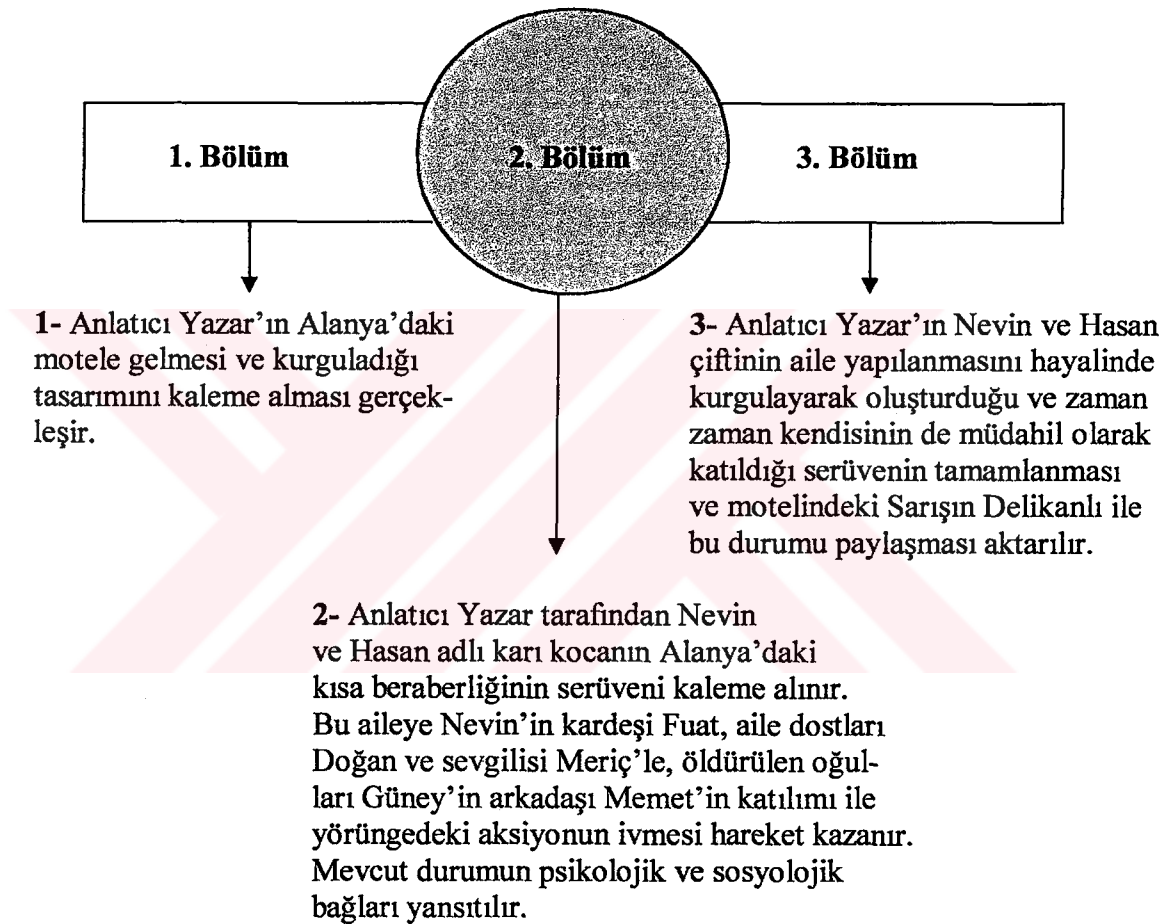 1. Bölüm
2. Bölüm
3. Bölüm
1- Anlatıcı Yazar’ın Alanya’daki
motele gelmesi ve kurguladığı
tasarımını kaleme alması gerçek-
leşir.
3- Anlatıcı Yazar’ın Nevin ve Hasan
çiftinin aile yapılanmasını hayalinde
kurgulayarak oluşturduğu ve zaman
zaman kendisinin de müdahil olarak
katıldığı serüvenin tamamlanması
ve motelindeki Sarışın Delikanlı ile
bu durumu paylaşması aktarılır.
2- Anlatıcı Yazar tarafından Nevin
ve Hasan adlı karı kocanın Alanya’daki
kısa beraberliğinin serüveni kaleme alınır.
Bu aileye Nevin’in kardeşi Fuat, aile dostları
Doğan ve sevgilisi Meriç’le, öldürülen oğul-
ları Güney’in arkadaşı Memet’in katılımı ile
yörüngedeki aksiyonun ivmesi hareket kazanır.
Mevcut durumun psikolojik ve sosyolojik
bağları yansıtılır.